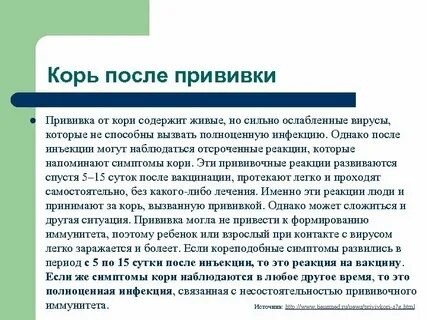 Корь после прививки
Прививка от кори содержит живые, но сильно ослабленные вирусы,
которые не способны вызвать полноценную инфекцию. Однако после
инъекции могут наблюдаться отсроченные реакции, которые
напоминают симптомы кори. Эти прививочные реакции развиваются
спустя 5–15 суток после вакцинации, протекают легко и проходят
самостоятельно, без какого-либо лечения. Именно эти реакции люди и
принимают за корь, вызванную прививкой. Однако может сложиться и
другая ситуация. Прививка могла не привести к формированию
иммунитета, поэтому ребенок или взрослый при контакте с вирусом
легко заражается и болеет. Если кореподобные симптомы развились в
период с 5 по 15 сутки после инъекции, то это реакция на вакцину.
Если же симптомы кори наблюдаются в любое другое время, то это
полноценная инфекция, связанная с несостоятельностью прививочного
иммунитета.
Источник: